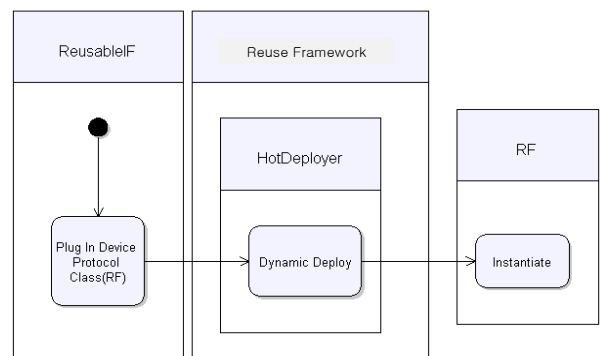 ReusableIF
Reuse Framework
HotDeployer
RF
Plug In Device
Protocol
Class(RF)
Dynamic Deploy
Instantiate